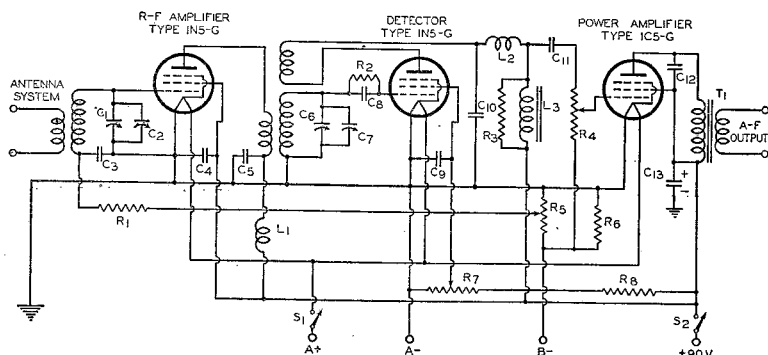 R-F AMPLIFIER
TYPE IN5-G
DETECTOR
TYPE IN5-G
POWER AMPLIFIER
TYPE 1C5-G
ANTENNA
SYSTEM
C1
C2
C3
C4
C5
R1
L1
R2
C8
C6
C7
C9
C10
L2
R3
L3
C11
R4
C12
T1
A-F
OUTPUT
C13
+
-
R5
R6
R7
R8
S1
S2
A+
A-
B-
+90V